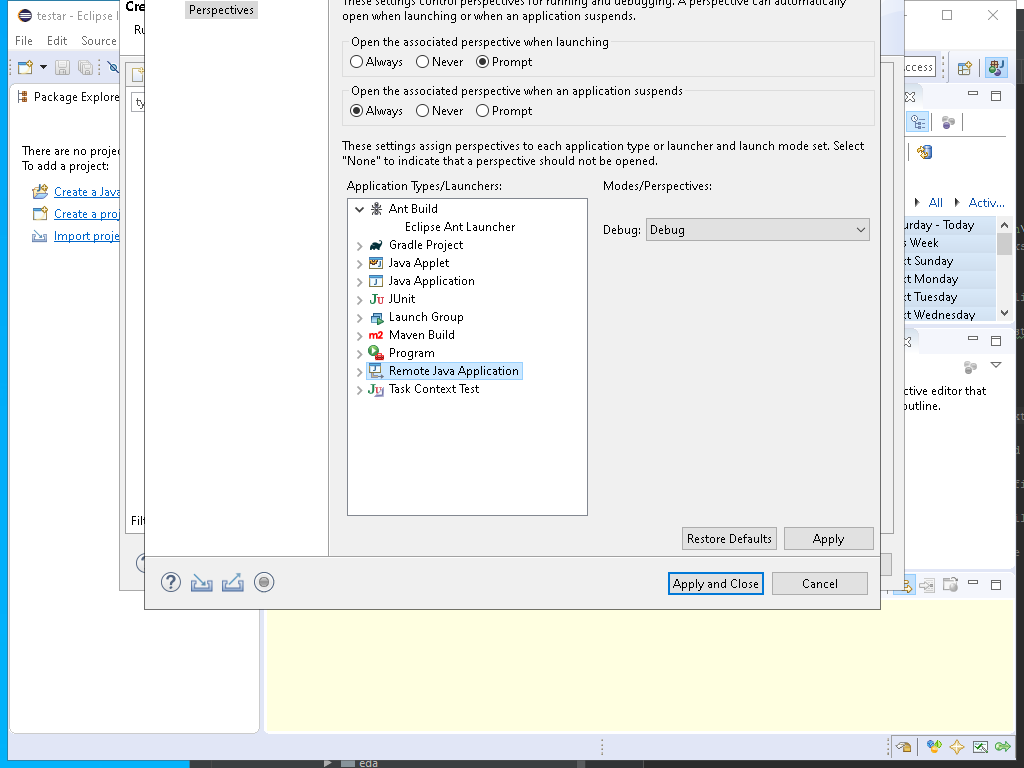 testar - Eclipse
File Edit Source
Package Explore
There are no proje
To add a project:
Create a Java
Create a proj
Import proje
Cre
Ru
ty
Filt
Perspectives
These settings control perspectives for running and debugging. A perspective can automatically
open when launching or when an application suspends.
Open the associated perspective when launching
Always Never Prompt
Open the associated perspective when an application suspends
Always Never Prompt
These settings assign perspectives to each application type or launcher and launch mode set. Select
"None" to indicate that a perspective should not be opened.
Application Types/Launchers:
Modes/Perspectives:
Ant Build
Eclipse Ant Launcher
Gradle Project
Java Applet
Java Application
JUnit
Launch Group
Maven Build
Program
Remote Java Application
Task Context Test
Debug: Debug
Restore Defaults Apply
Apply and Close Cancel
ccess
All Activ...
urday - Today
s Week
xt Sunday
xt Monday
xt Tuesday
xt Wednesday
ctive editor that
outline.
eda